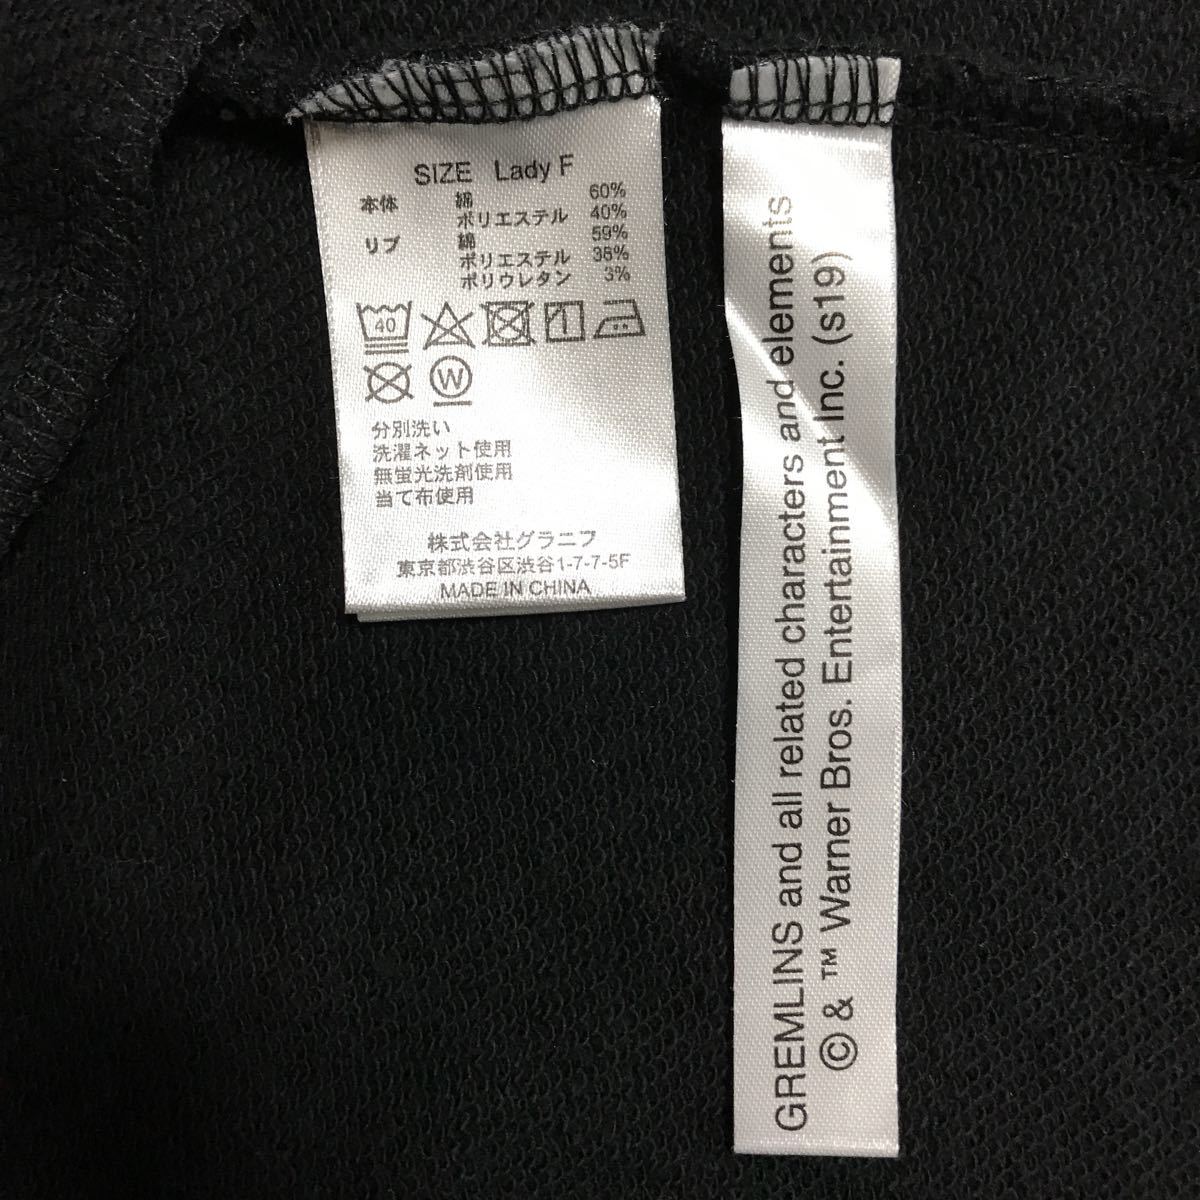 SIZE Lady F
本体 綿 60%
ポリエステル 40%
リブ 綿 59%
ポリエステル 38%
ポリウレタン 3%
40
W
分別洗い
洗濯ネット使用
無蛍光洗剤使用
当て布使用
株式会社グラニフ
東京都渋谷区渋谷1-7-7-5F
MADE IN CHINA
GREMLINS and all related characters and elements
© & ™ Warner Bros. Entertainment Inc. (s19)